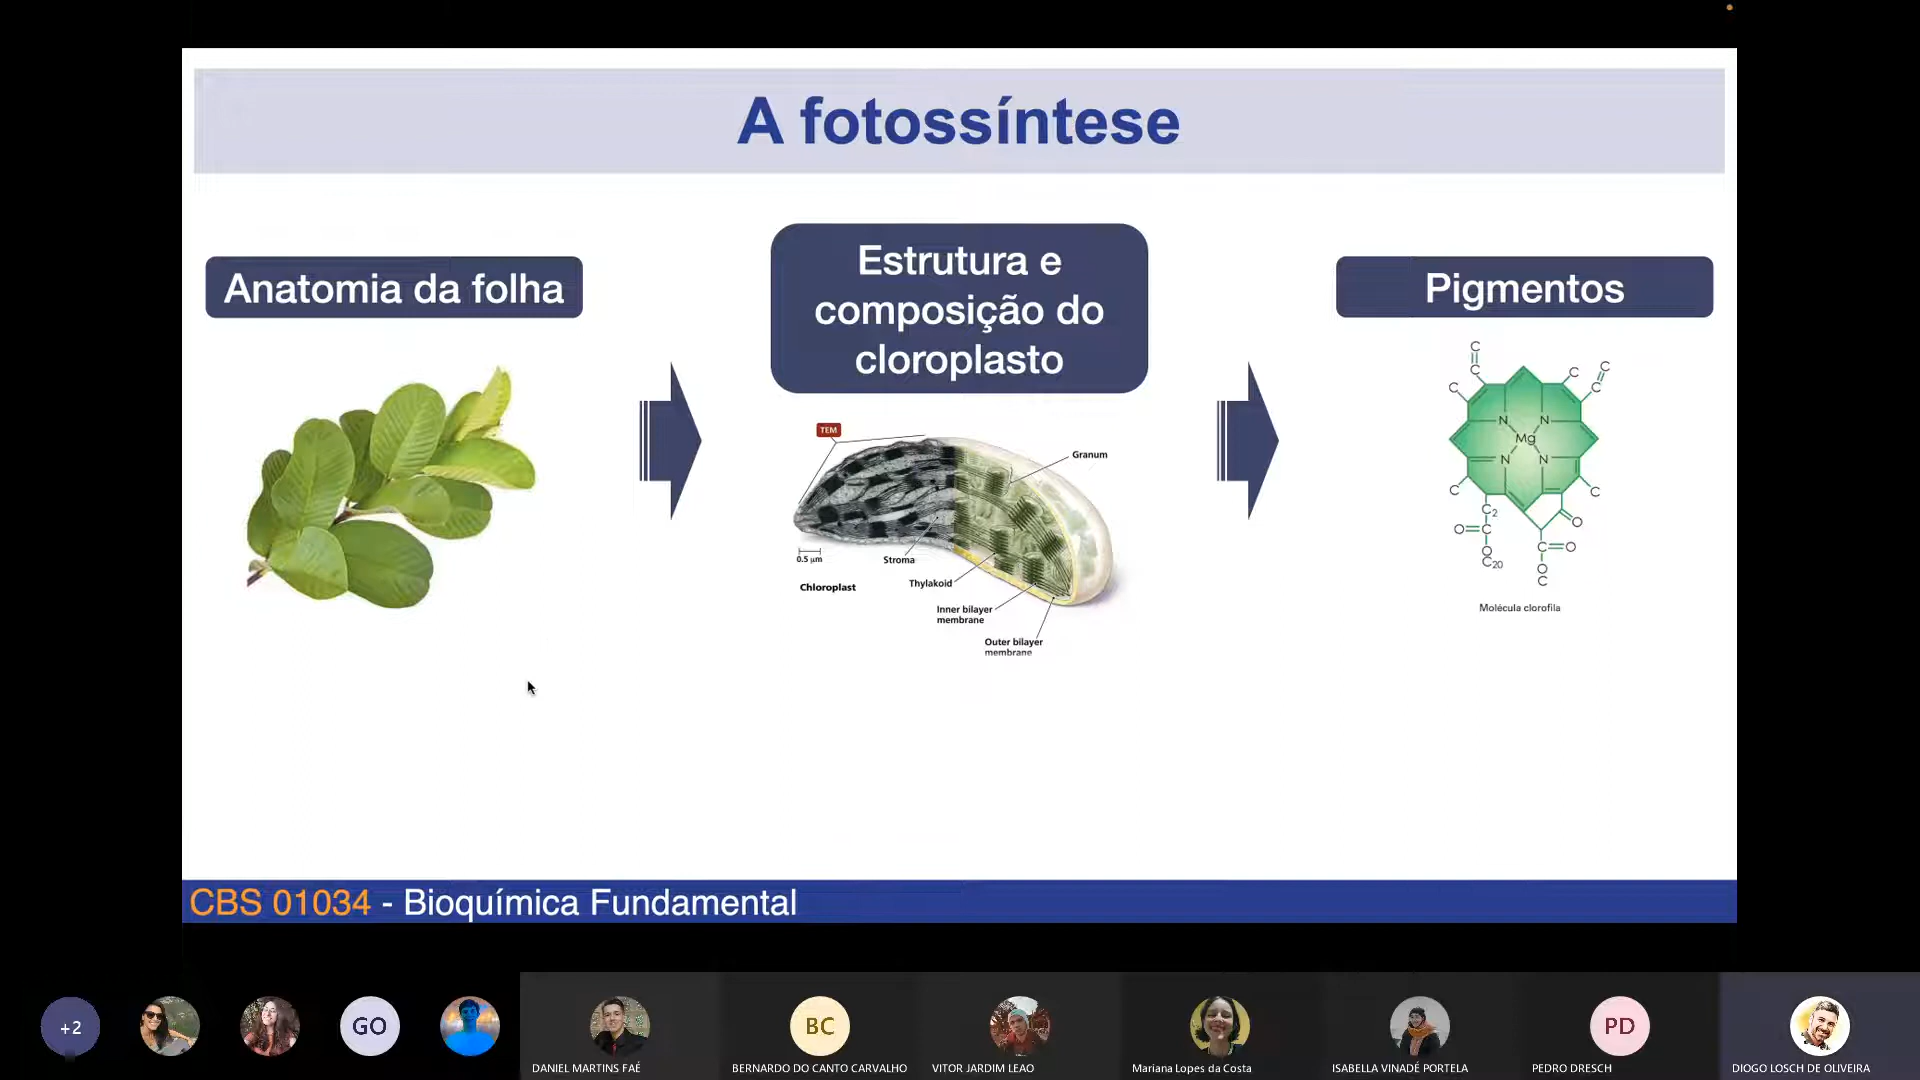 A fotossíntese
Anatomia da folha
Estrutura e
composição do
cloroplasto
Pigmentos
TEM
Granum
0.5 µm
Stroma
Chloroplast
Thylakoid
Inner bilayer
membrane
Outer bilayer
membrane
C
C
C
C
C
C
N
N
Mg
N
N
C
C
C2
O
C
O
O
C20
O
C
O
O
C
Molécula clorofila
CBS 01034 - Bioquímica Fundamental
+2
GO
BC
PD
DANIEL MARTINS FAÉ
BERNARDO DO CANTO CARVALHO
VITOR JARDIM LEAO
Mariana Lopes da Costa
ISABELLA VINADÉ PORTELA
PEDRO DRESCH
DIOGO LOSCH DE OLIVEIRA